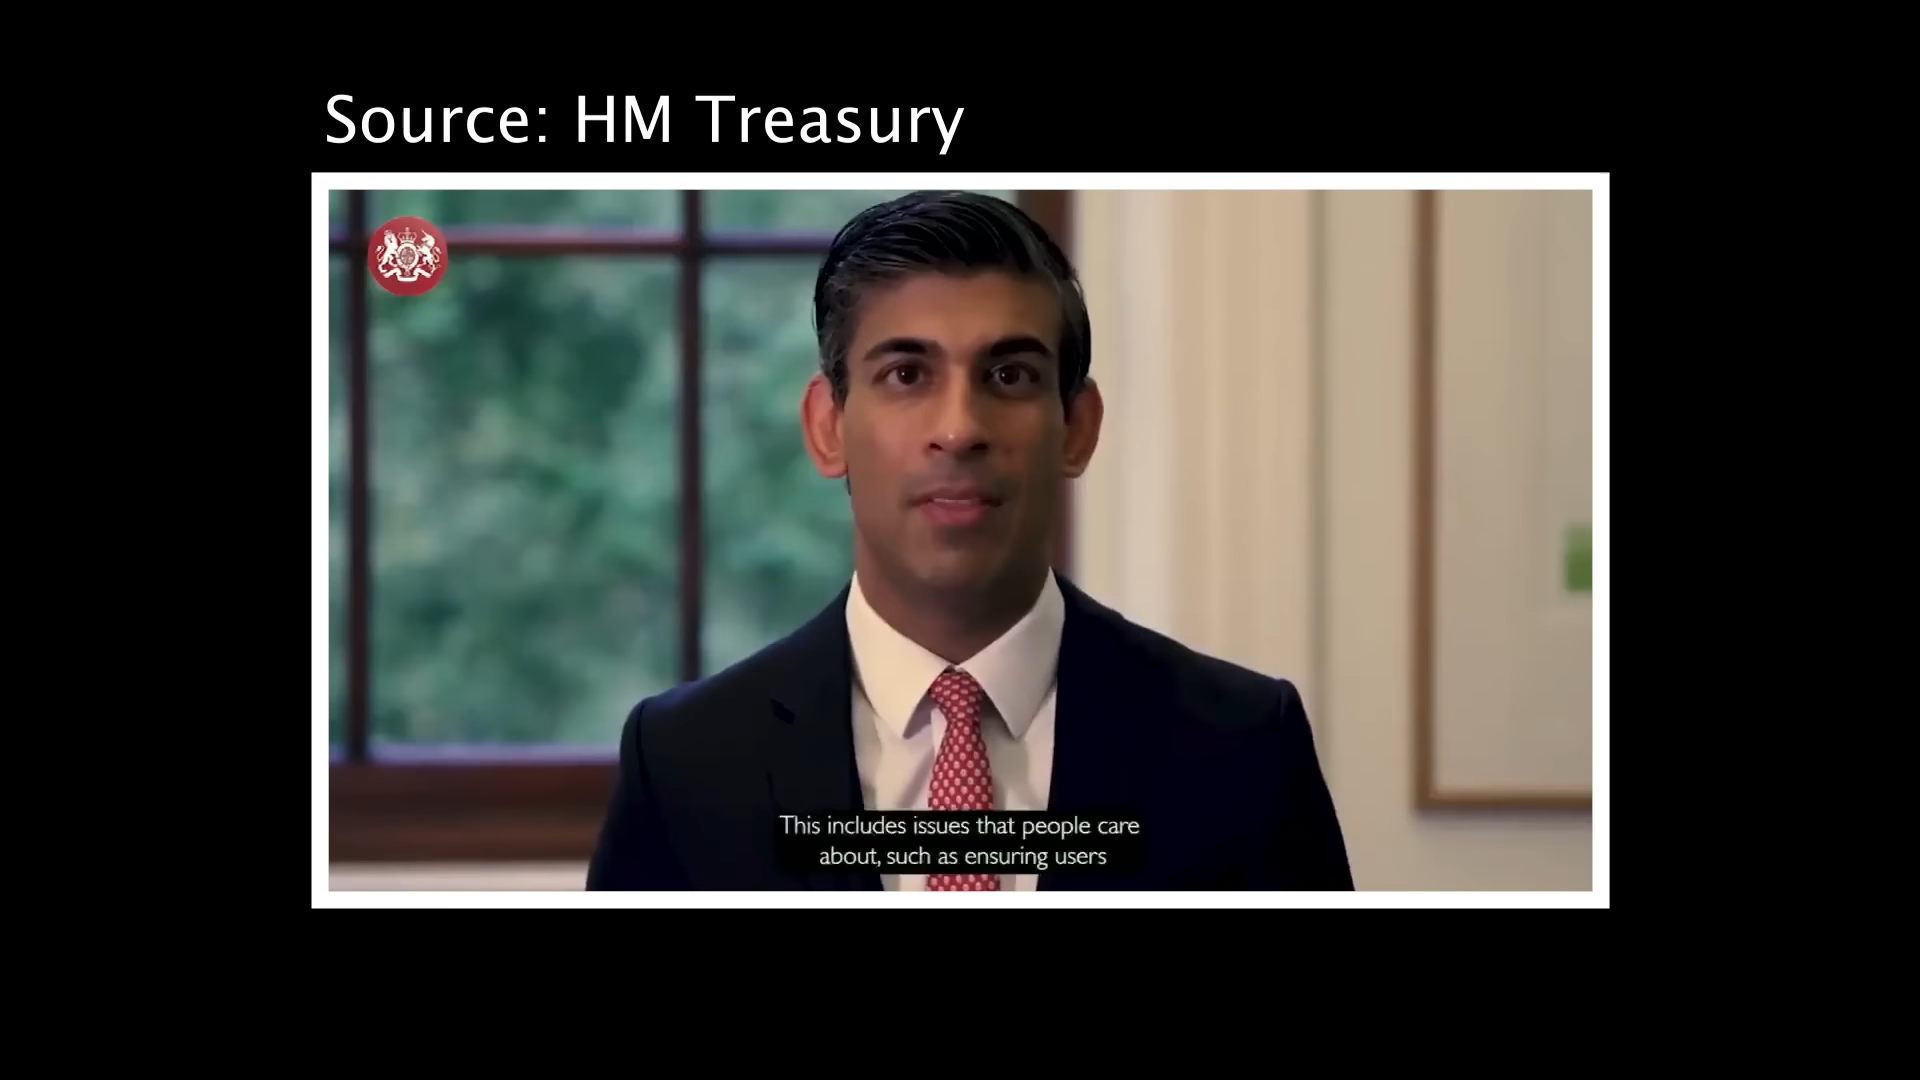 Source: HM Treasury
This includes issues that people care
about, such as ensuring users